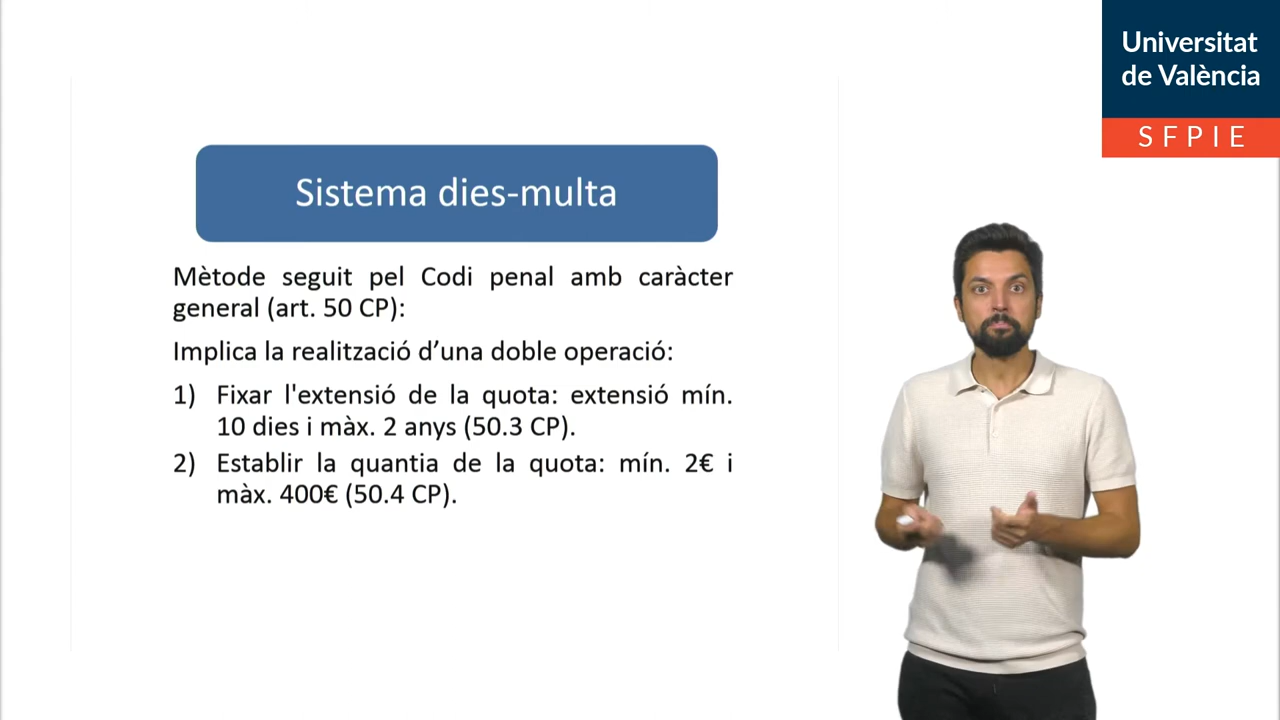 Universitat
de València
SFPIE
Sistema dies-multa
Mètode seguit pel Codi penal amb caràcter
general (art. 50 CP):
Implica la realització d’una doble operació:
1) Fixar l'extensió de la quota: extensió mín.
10 dies i màx. 2 anys (50.3 CP).
2) Establir la quantia de la quota: mín. 2€ i
màx. 400€ (50.4 CP).